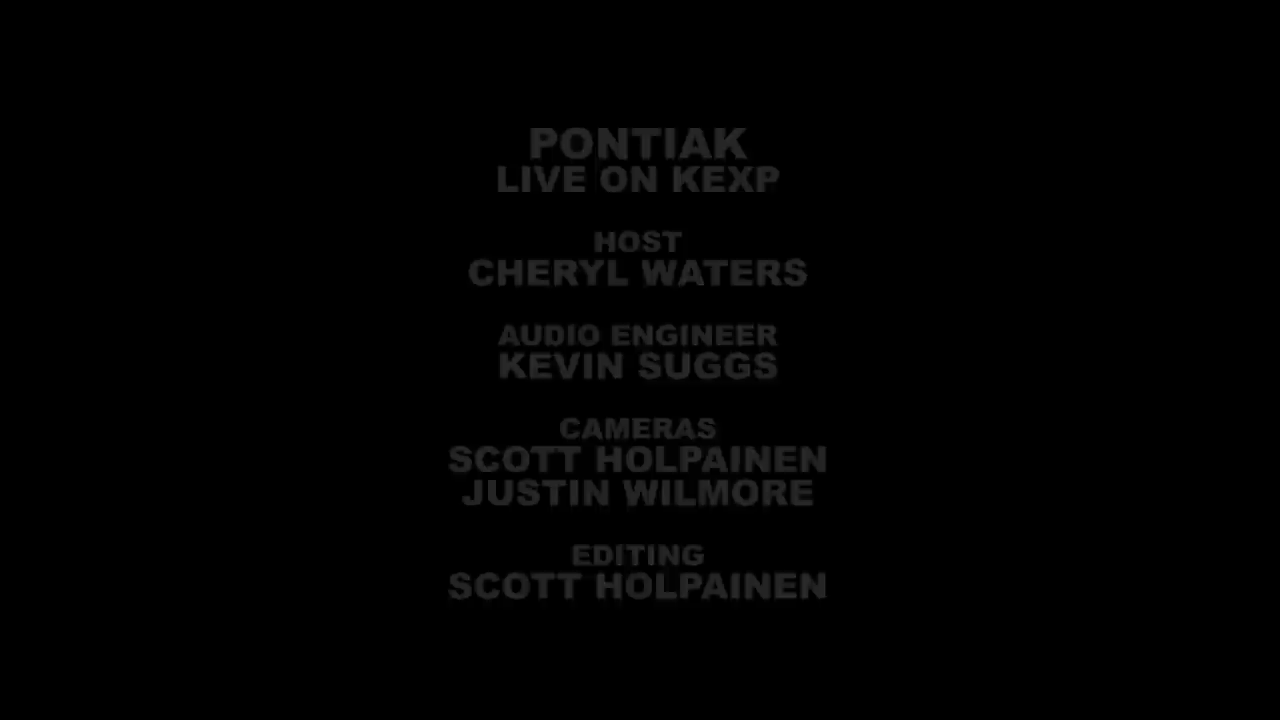 PONTIAK
LIVE ON KEXP
HOST
CHERYL WATERS
AUDIO ENGINEER
KEVIN SUGGS
CAMERAS
SCOTT HOLPAINEN
JUSTIN WILMORE
EDITING
SCOTT HOLPAINEN